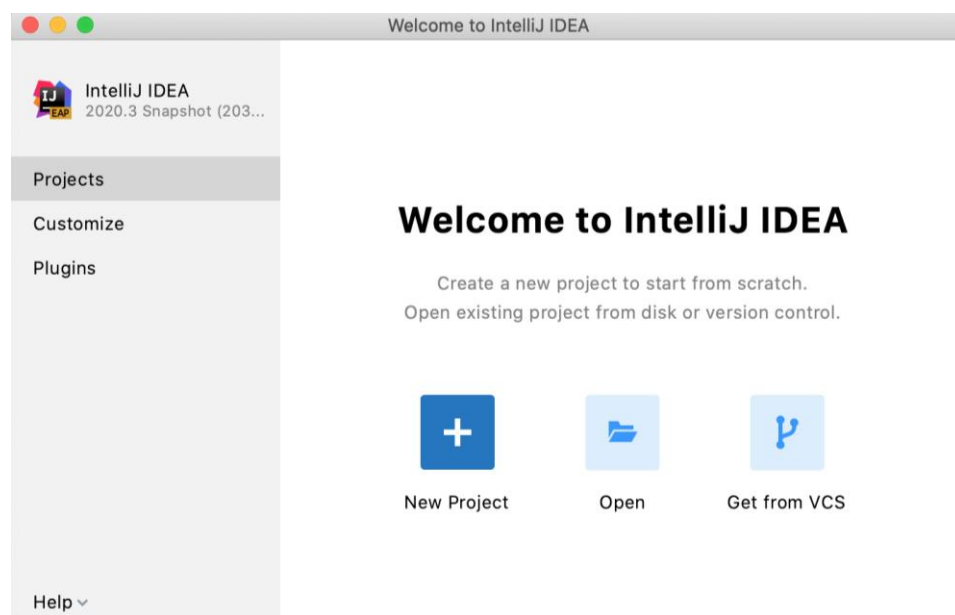 Welcome to IntelliJ IDEA
IJ
EAP
IntelliJ IDEA
2020.3 Snapshot (203...
Projects
Customize
Plugins
Help
Welcome to IntelliJ IDEA
Create a new project to start from scratch.
Open existing project from disk or version control.
New Project
Open
Get from VCS